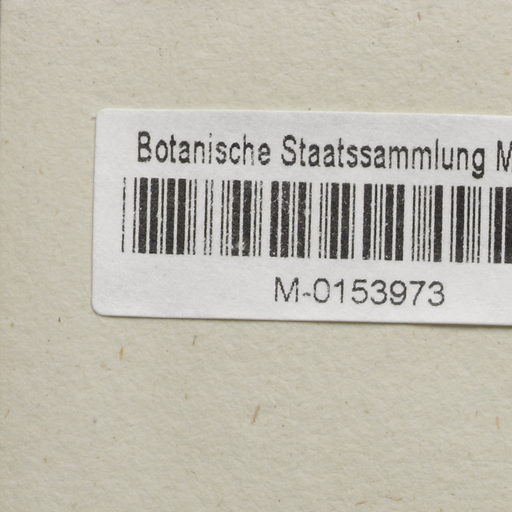 Botanische Staatssammlung M
M-0153973